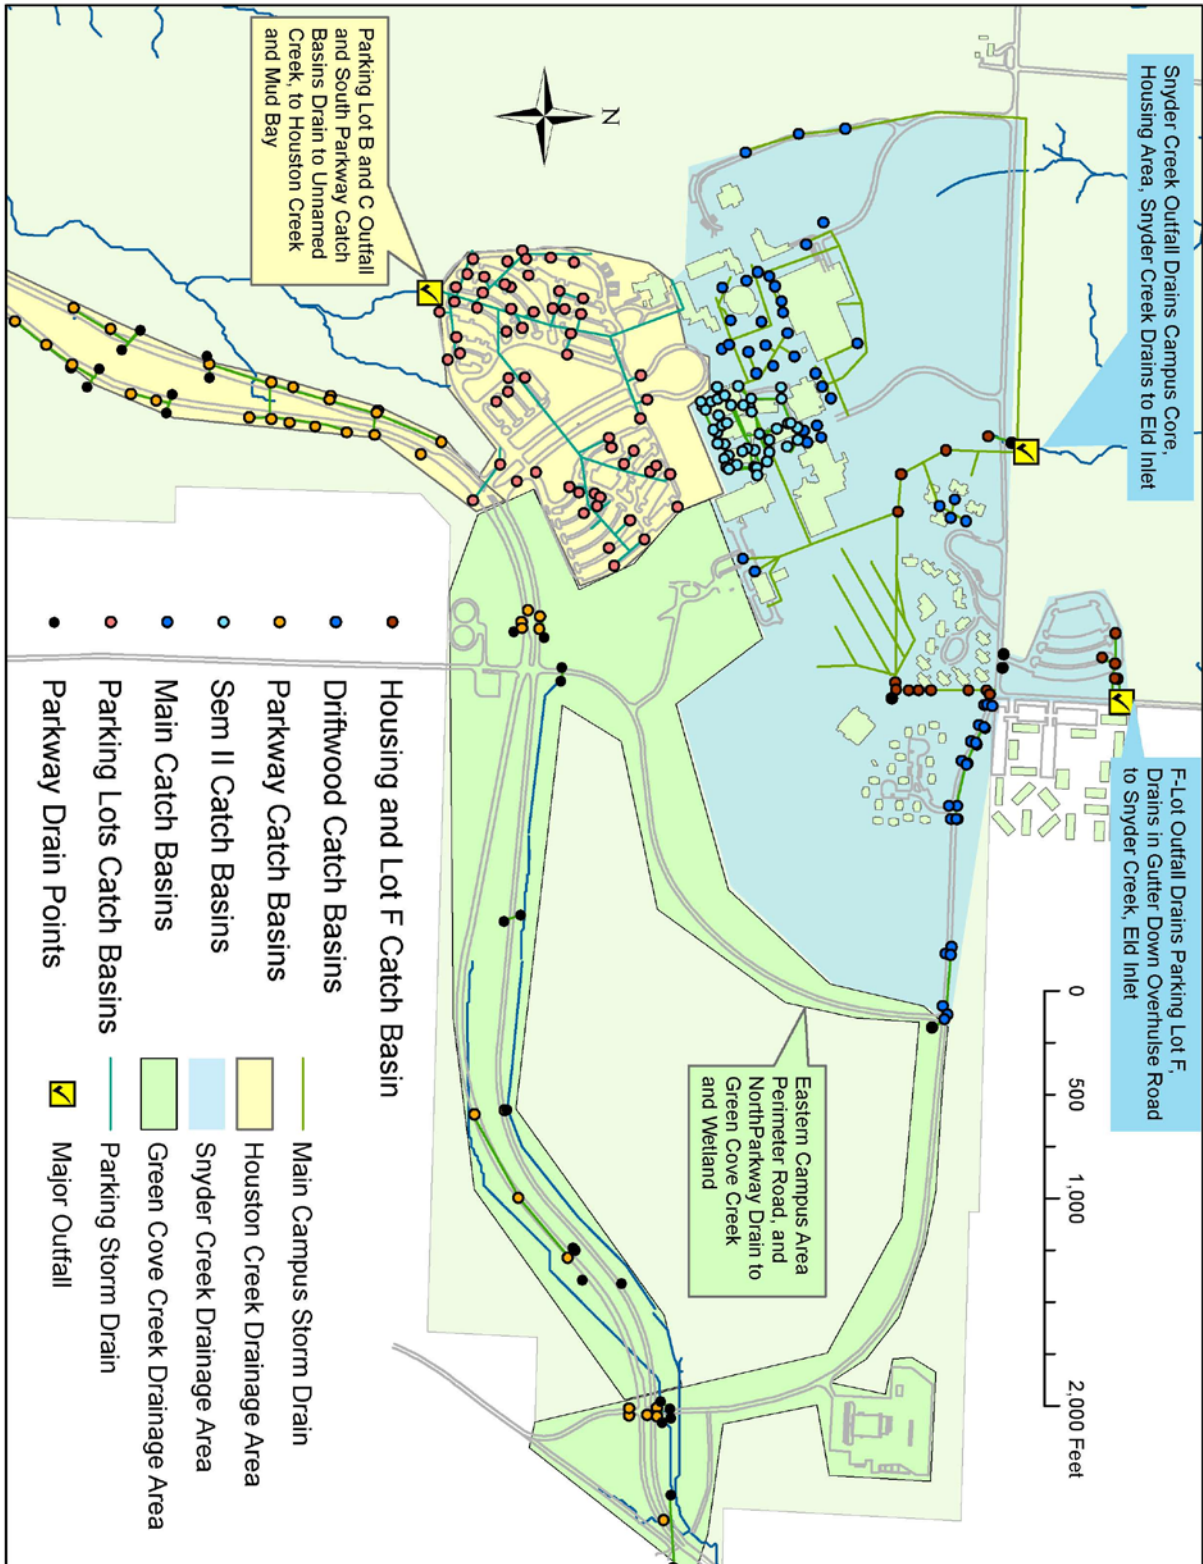 Snyder Creek Outfall Drains Campus Core,
Housing Area, Snyder Creek Drains to Eld Inlet
F-Lot Outfall Drains Parking Lot F,
Drains in Gutter Down Overhulse Road
to Snyder Creek, Eld Inlet
N
Parking Lot B and C Outfall
and South Parkway Catch
Basins Drain to Unnamed
Creek, to Houston Creek
and Mud Bay
Eastern Campus Area
Perimeter Road, and
NorthParkway Drain to
Green Cove Creek
and Wetland
0 500 1,000 2,000 Feet
Housing and Lot F Catch Basin
Driftwood Catch Basins
Parkway Catch Basins
Sem II Catch Basins
Main Catch Basins
Parking Lots Catch Basins
Parkway Drain Points
Main Campus Storm Drain
Houston Creek Drainage Area
Snyder Creek Drainage Area
Green Cove Creek Drainage Area
Parking Storm Drain
Major Outfall